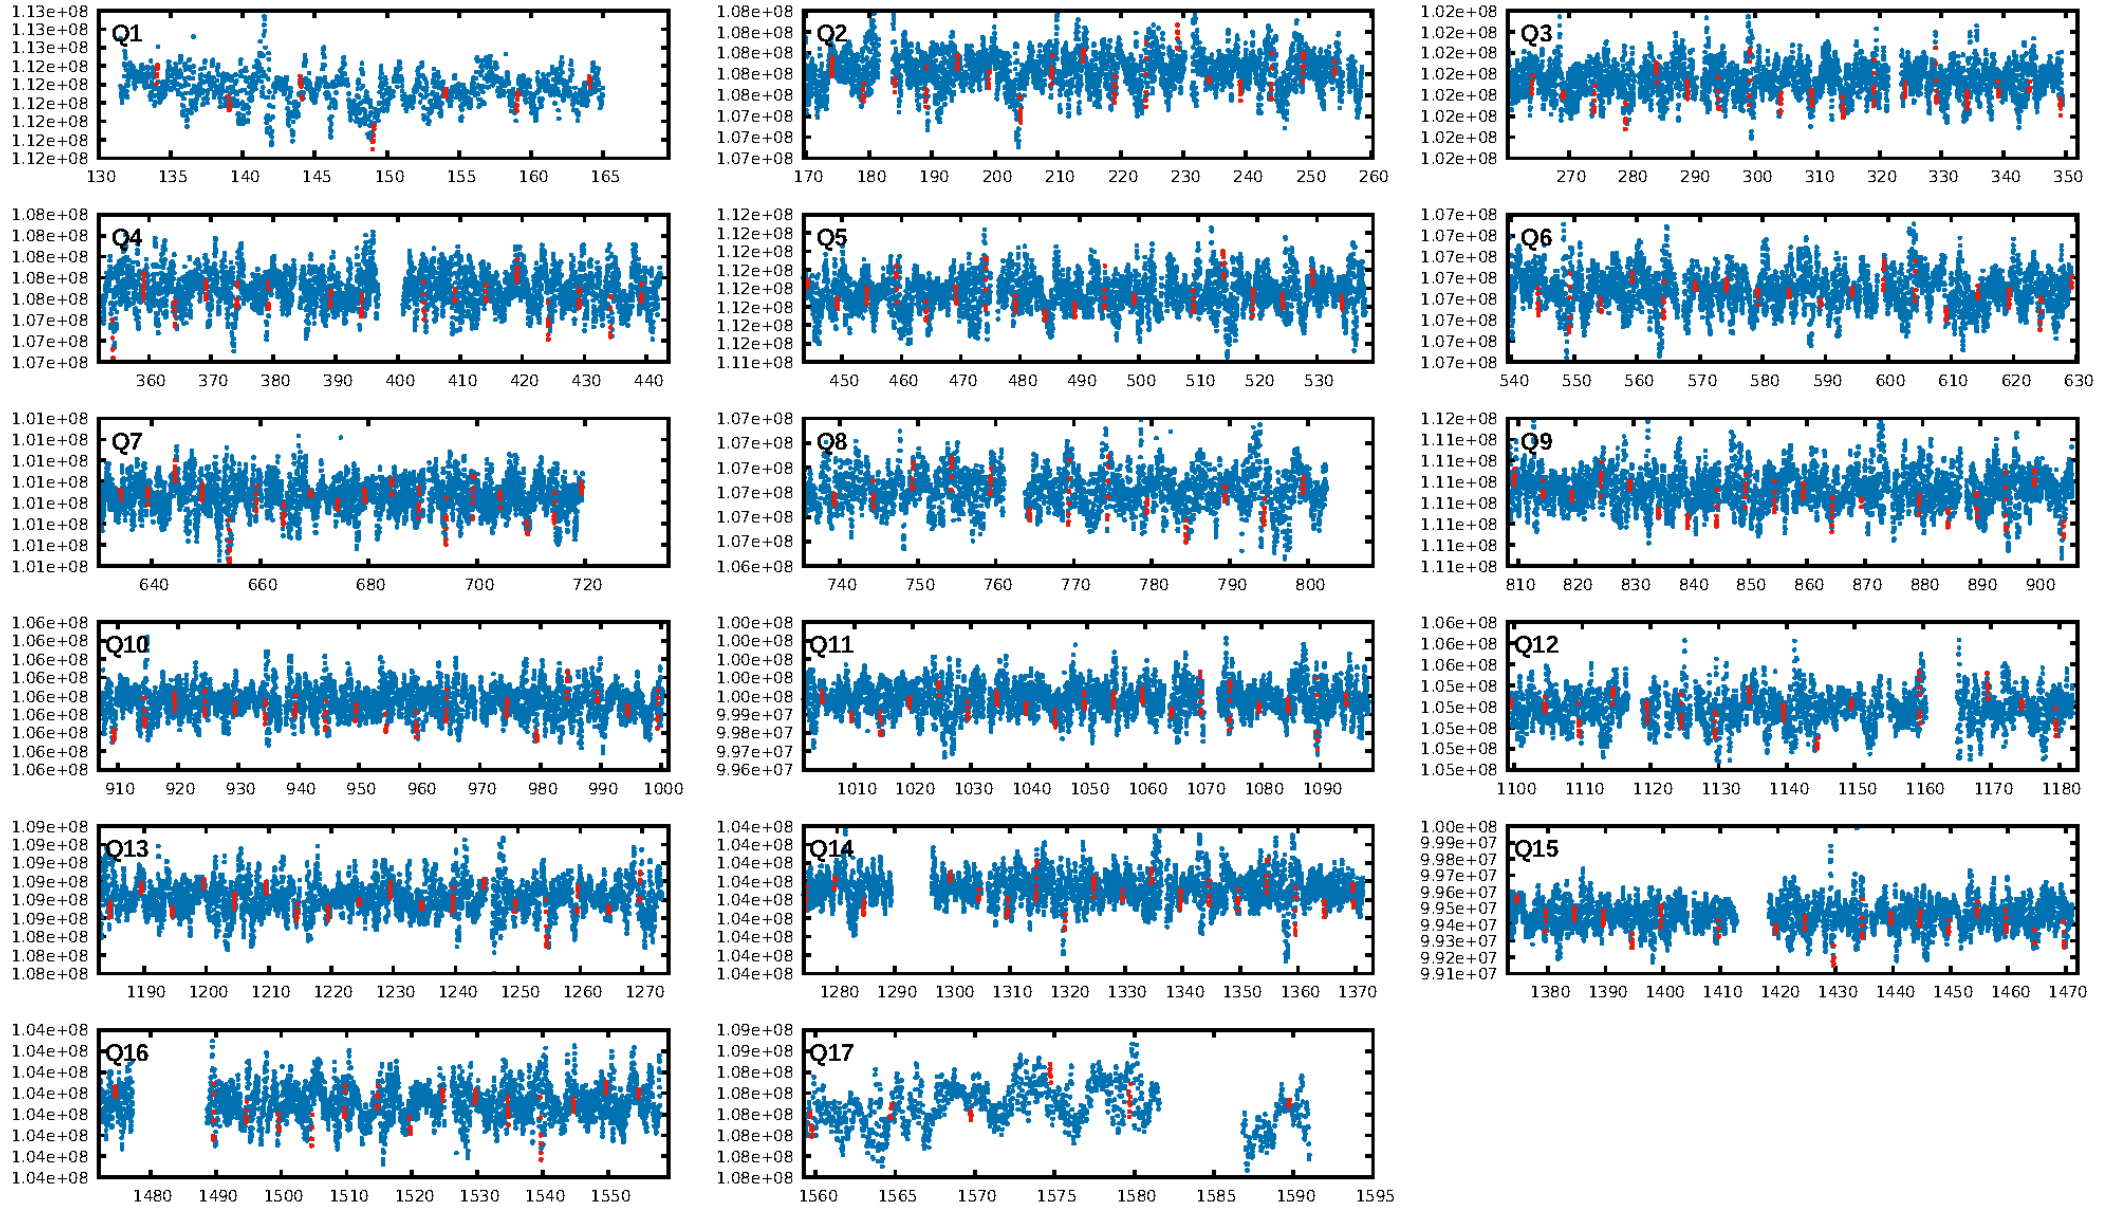 1.13e+08
1.13e+08
1.13e+08
1.12e+08
1.12e+08
1.12e+08
1.12e+08
1.12e+08
1.12e+08
Q1
130 135 140 145 150 155 160 165
1.08e+08
1.08e+08
1.08e+08
1.08e+08
1.08e+08
1.07e+08
1.07e+08
1.07e+08
Q2
170 180 190 200 210 220 230 240 250 260
1.02e+08
1.02e+08
1.02e+08
1.02e+08
1.02e+08
1.02e+08
1.02e+08
1.02e+08
Q3
270 280 290 300 310 320 330 340 350
1.08e+08
1.08e+08
1.08e+08
1.08e+08
1.08e+08
1.07e+08
1.07e+08
1.07e+08
Q4
360 370 380 390 400 410 420 430 440
1.12e+08
1.12e+08
1.12e+08
1.12e+08
1.12e+08
1.12e+08
1.12e+08
1.12e+08
1.11e+08
Q5
450 460 470 480 490 500 510 520 530
1.07e+08
1.07e+08
1.07e+08
1.07e+08
1.07e+08
1.07e+08
1.07e+08
1.07e+08
Q6
540 550 560 570 580 590 600 610 620 630
1.01e+08
1.01e+08
1.01e+08
1.01e+08
1.01e+08
1.01e+08
1.01e+08
1.01e+08
Q7
640 660 680 700 720
1.07e+08
1.07e+08
1.07e+08
1.07e+08
1.07e+08
1.07e+08
1.06e+08
Q8
740 750 760 770 780 790 800
1.12e+08
1.11e+08
1.11e+08
1.11e+08
1.11e+08
1.11e+08
1.11e+08
1.11e+08
Q9
810 820 830 840 850 860 870 880 890 900
1.06e+08
1.06e+08
1.06e+08
1.06e+08
1.06e+08
1.06e+08
1.06e+08
1.06e+08
1.06e+08
Q10
910 920 930 940 950 960 970 980 990 1000
1.00e+08
1.00e+08
1.00e+08
1.00e+08
1.00e+08
9.99e+07
9.98e+07
9.97e+07
9.96e+07
Q11
1010 1020 1030 1040 1050 1060 1070 1080 1090
1.06e+08
1.06e+08
1.06e+08
1.05e+08
1.05e+08
1.05e+08
1.05e+08
1.05e+08
Q12
1100 1110 1120 1130 1140 1150 1160 1170 1180
1.09e+08
1.09e+08
1.09e+08
1.09e+08
1.09e+08
1.09e+08
1.08e+08
1.08e+08
1.08e+08
Q13
1190 1200 1210 1220 1230 1240 1250 1260 1270
1.04e+08
1.04e+08
1.04e+08
1.04e+08
1.04e+08
1.04e+08
1.04e+08
1.04e+08
1.04e+08
Q14
1280 1290 1300 1310 1320 1330 1340 1350 1360 1370
1.00e+08
9.99e+07
9.98e+07
9.97e+07
9.96e+07
9.95e+07
9.94e+07
9.93e+07
9.92e+07
9.91e+07
Q15
1380 1390 1400 1410 1420 1430 1440 1450 1460 1470
1.04e+08
1.04e+08
1.04e+08
1.04e+08
1.04e+08
1.04e+08
1.04e+08
1.04e+08
Q16
1480 1490 1500 1510 1520 1530 1540 1550
1.09e+08
1.09e+08
1.08e+08
1.08e+08
1.08e+08
1.08e+08
1.08e+08
1.08e+08
Q17
1560 1565 1570 1575 1580 1585 1590 1595